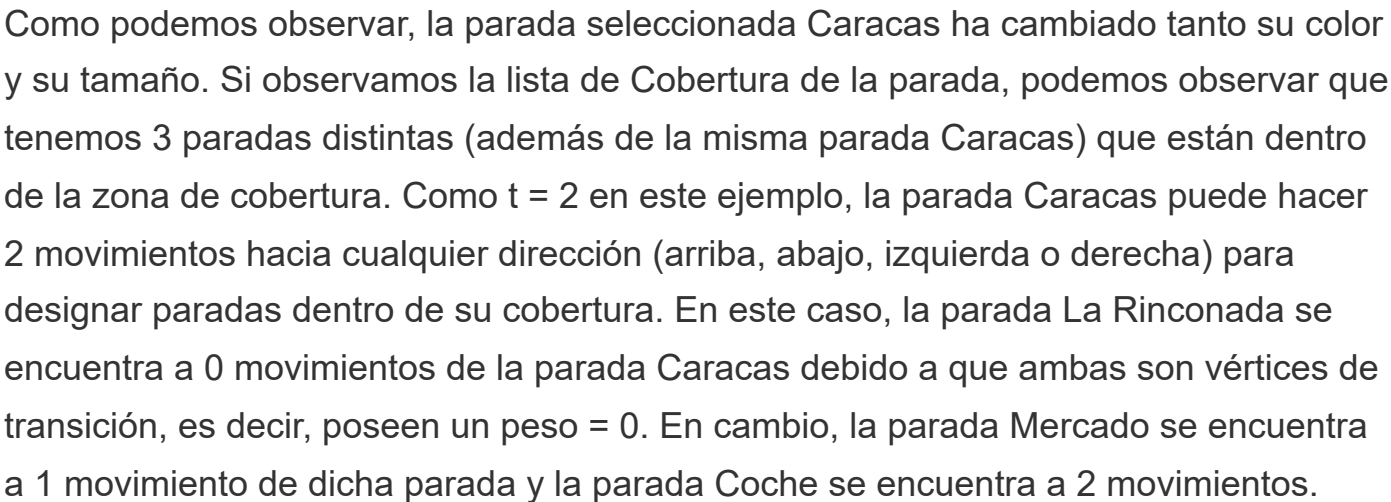 Como podemos observar, la parada seleccionada Caracas ha cambiado tanto su color
y su tamaño. Si observamos la lista de Cobertura de la parada, podemos observar que
tenemos 3 paradas distintas (además de la misma parada Caracas) que están dentro
de la zona de cobertura. Como t = 2 en este ejemplo, la parada Caracas puede hacer
2 movimientos hacia cualquier dirección (arriba, abajo, izquierda o derecha) para
designar paradas dentro de su cobertura. En este caso, la parada La Rinconada se
encuentra a 0 movimientos de la parada Caracas debido a que ambas son vértices de
transición, es decir, poseen un peso = 0. En cambio, la parada Mercado se encuentra
a 1 movimiento de dicha parada y la parada Coche se encuentra a 2 movimientos.